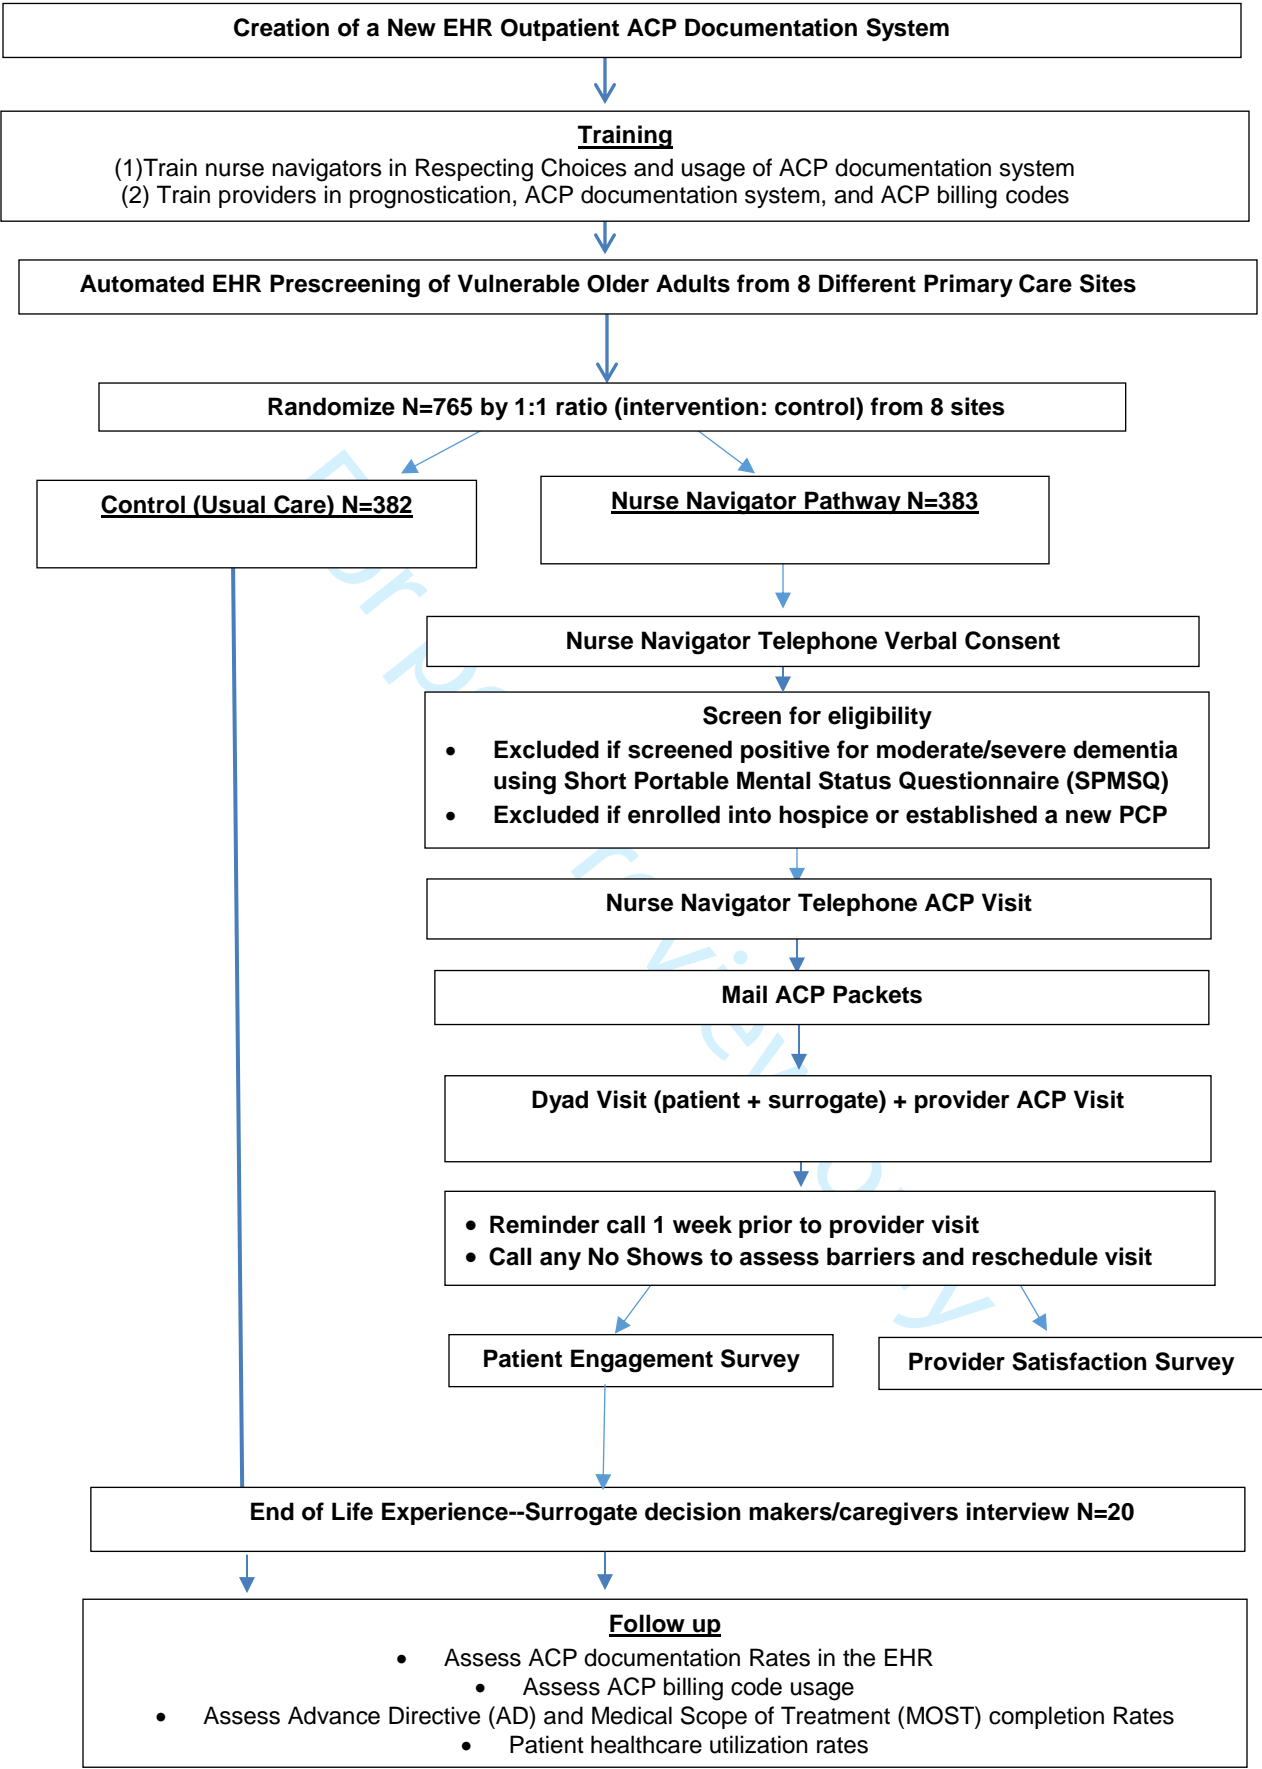 Creation of a New EHR Outpatient ACP Documentation System
Training
(1)Train nurse navigators in Respecting Choices and usage of ACP documentation system
(2) Train providers in prognostication, ACP documentation system, and ACP billing codes
Automated EHR Prescreening of Vulnerable Older Adults from 8 Different Primary Care Sites
Randomize N=765 by 1:1 ratio (intervention: control) from 8 sites
Control (Usual Care) N=382
Nurse Navigator Pathway N=383
Nurse Navigator Telephone Verbal Consent
Screen for eligibility
• Excluded if screened positive for moderate/severe dementia
using Short Portable Mental Status Questionnaire (SPMSQ)
• Excluded if enrolled into hospice or established a new PCP
Nurse Navigator Telephone ACP Visit
Mail ACP Packets
Dyad Visit (patient + surrogate) + provider ACP Visit
• Reminder call 1 week prior to provider visit
• Call any No Shows to assess barriers and reschedule visit
Patient Engagement Survey
Provider Satisfaction Survey
End of Life Experience--Surrogate decision makers/caregivers interview N=20
Follow up
• Assess ACP documentation Rates in the EHR
• Assess ACP billing code usage
• Assess Advance Directive (AD) and Medical Scope of Treatment (MOST) completion Rates
• Patient healthcare utilization rates
For peer review only